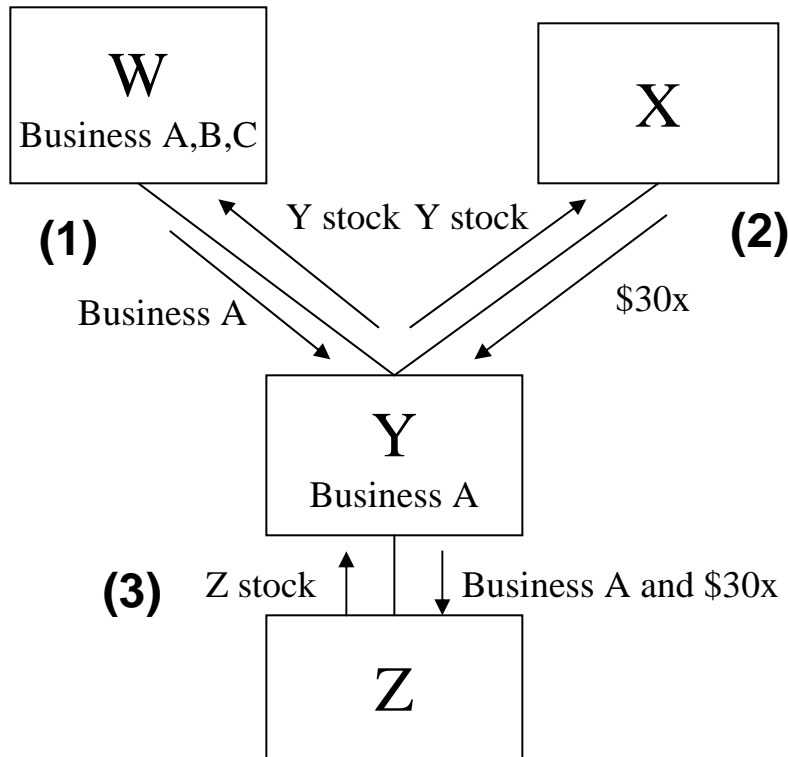 W
Business A,B,C
X
(1)
Y stock Y stock
(2)
Business A
$30x
Y
Business A
(3)
Z stock
Business A and $30x
Z